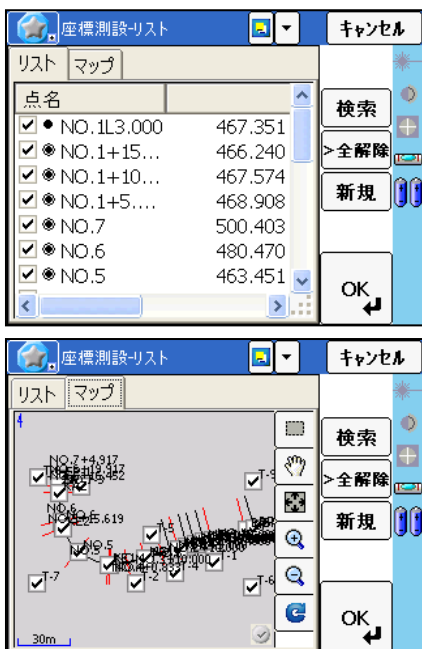 座標測設-リスト
キャンセル
リスト マップ
点名
NO.1L3.000 467.351
NO.1+15... 466.240
NO.1+10... 467.574
NO.1+5.... 468.908
NO.7 500.403
NO.6 480.470
NO.5 463.451
検索
>全解除
新規
OK
座標測設-リスト
キャンセル
リスト マップ
4
NO.7+4.917
NO.6
NO.5
T-5
T-7
T-2
T-4
T-1
30m
検索
>全解除
新規
OK